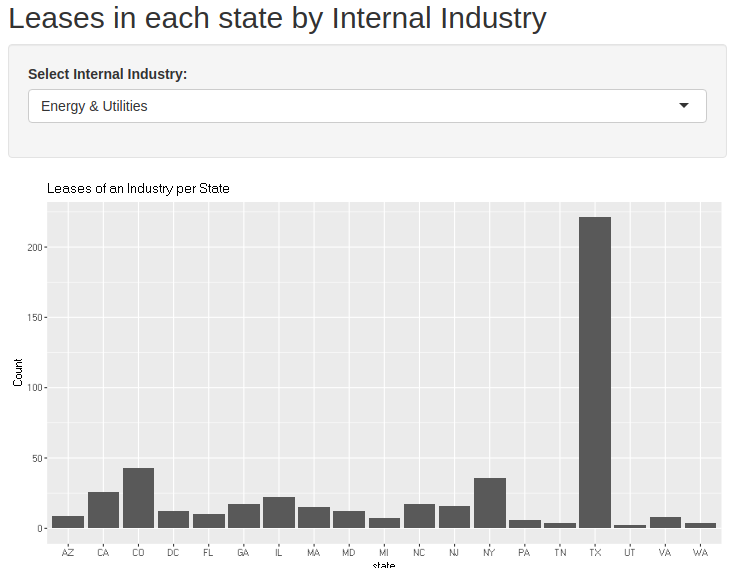 Leases in each state by Internal Industry
Select Internal Industry:
Energy & Utilities
Leases of an Industry per State
200
150
100
50
0
Count
AZ CA CO DC FL GA IL MA MD MI NC NJ NY PA TN TX UT VA WA
state